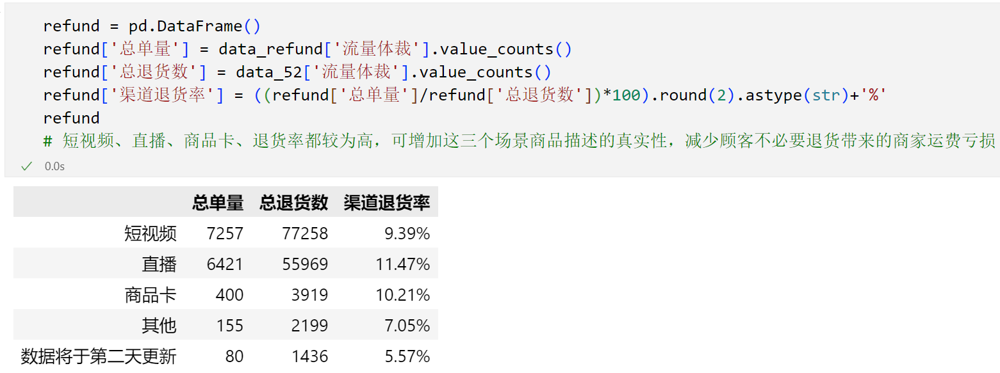 refund = pd.DataFrame()
refund['总单量'] = data_refund['流量体裁'].value_counts()
refund['总退货数'] = data_52['流量体裁'].value_counts()
refund['渠道退货率'] = ((refund['总单量']/refund['总退货数'])*100).round(2).astype(str)+'%'
refund
# 短视频、直播、商品卡、退货率都较为高，可增加这三个场景商品描述的真实性，减少顾客不必要退货带来的商家运费亏损
0.0s
总单量 总退货数 渠道退货率
短视频 7257 77258 9.39%
直播 6421 55969 11.47%
商品卡 400 3919 10.21%
其他 155 2199 7.05%
数据将于第二天更新 80 1436 5.57%